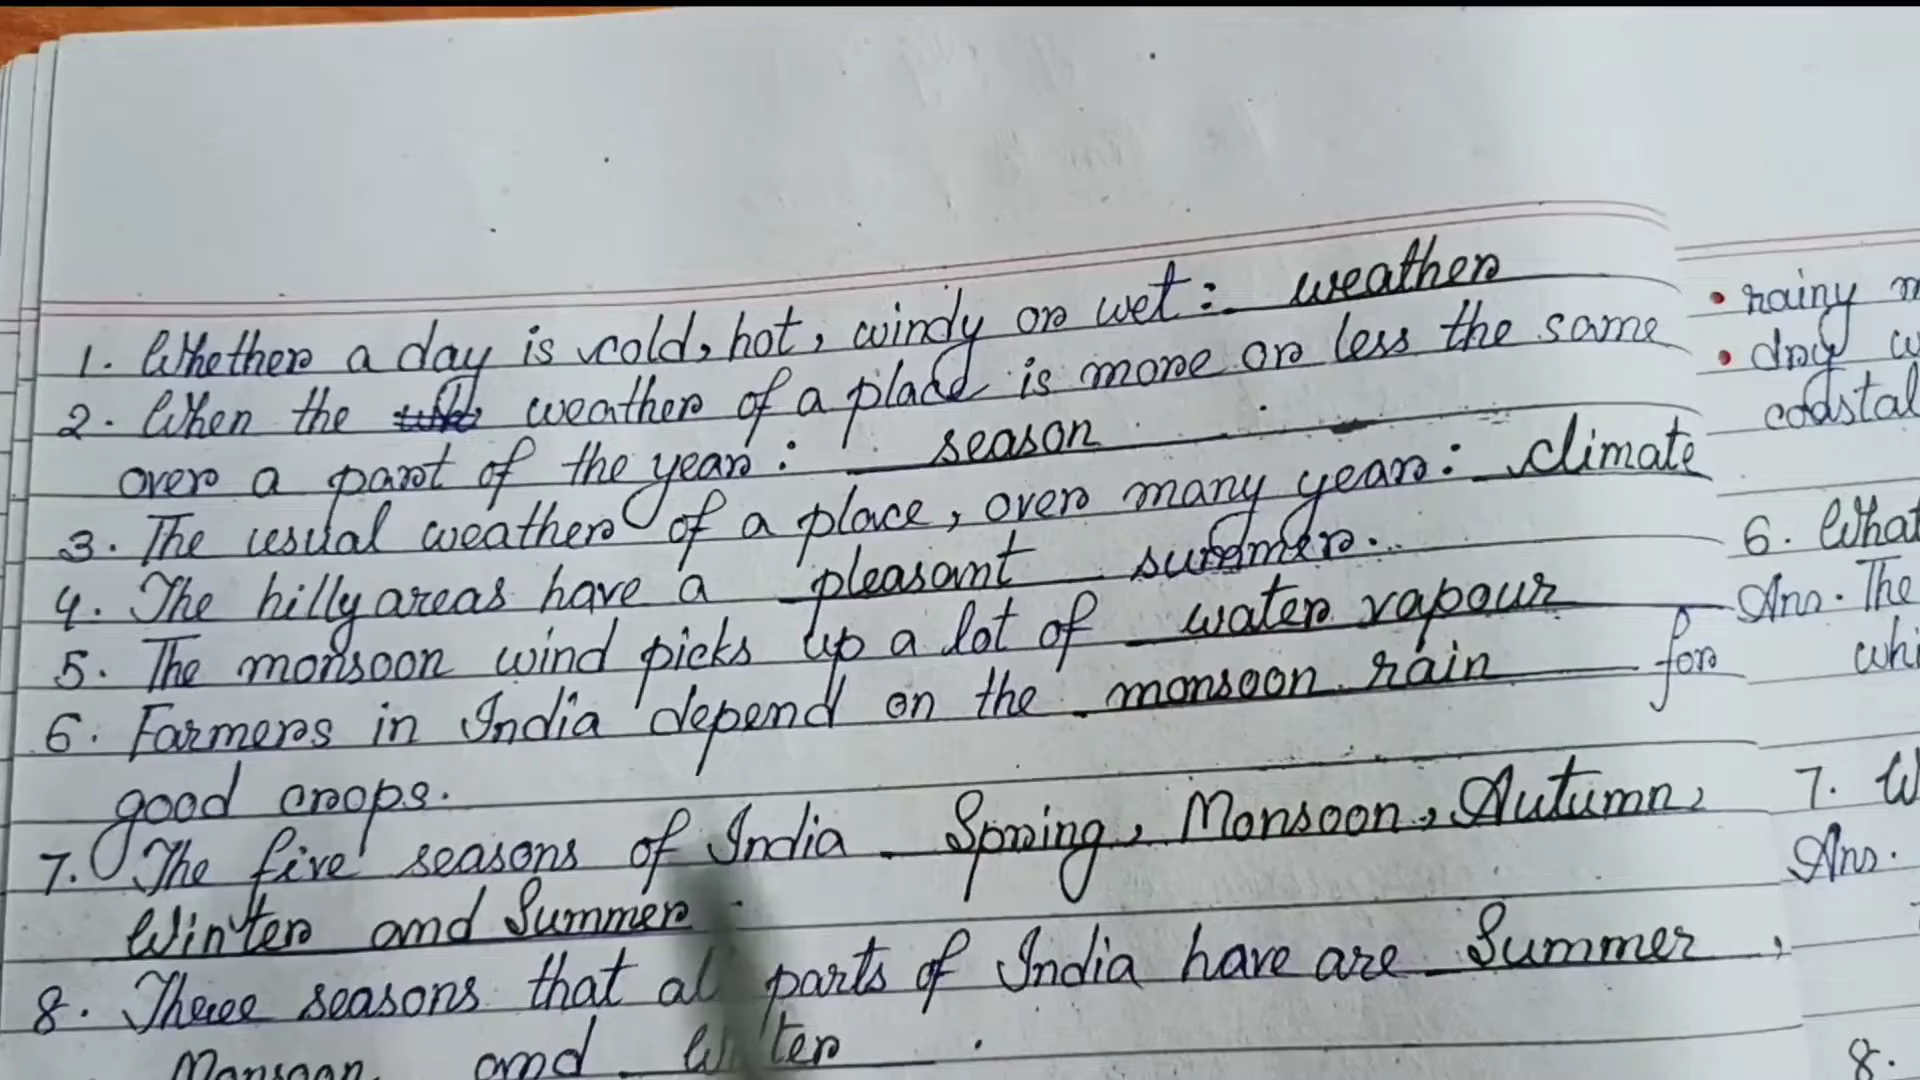 1. Whether a day is cold, hot, windy or wet : weather
2. When the weather of a place is more or less the same
over a part of the year : season
3. The usual weather of a place, over many year : climate
4. The hilly areas have a pleasant summer.
5. The monsoon wind picks up a lot of water vapour
6. Farmers in India depend on the monsoon rain for
good crops.
7. The five seasons of India Spring, Monsoon, Autumn,
Winter and Summer
8. Three seasons that al parts of India have are Summer,
Monsoon and
• rainy
• dry
coastal
6. What
Ans. The
whi
7. W
Ans.
8.